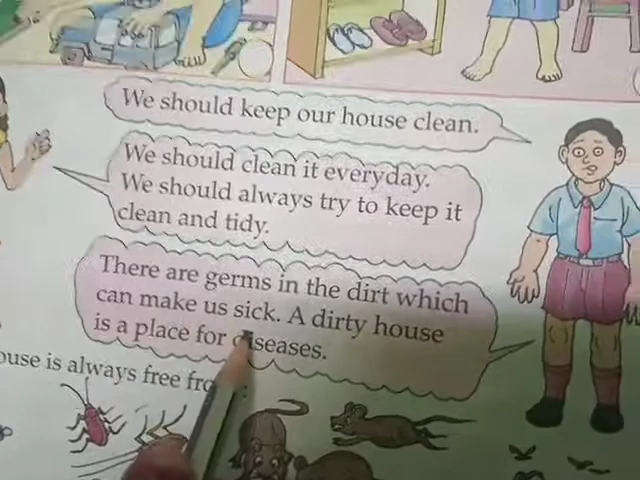 We should keep our house clean.
We should clean it everyday.
We should always try to keep it
clean and tidy.
There are germs in the dirt which
can make us sick. A dirty house
is a place for diseases.
is always free